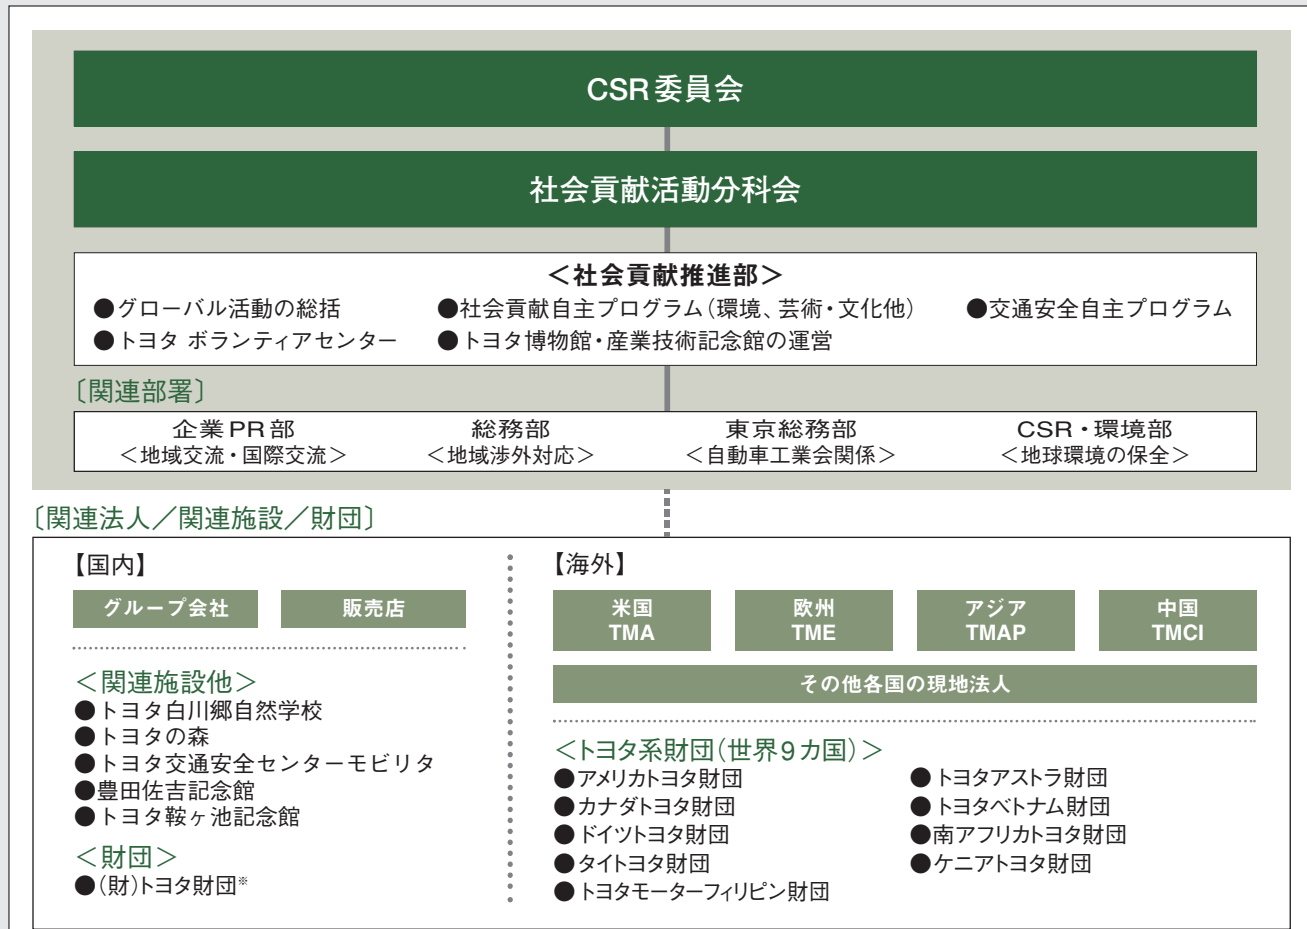 CSR委員会
社会貢献活動分科会
＜社会貢献推進部＞
●グローバル活動の総括 ●社会貢献自主プログラム（環境、芸術・文化他） ●交通安全自主プログラム
●トヨタ ボランティアセンター ●トヨタ博物館・産業技術記念館の運営
〔関連部署〕
企業PR部 総務部 東京総務部 CSR・環境部
＜地域交流・国際交流＞ ＜地域渉外対応＞ ＜自動車工業会関係＞ ＜地球環境の保全＞
〔関連法人／関連施設／財団〕
【国内】
グループ会社 販売店
＜関連施設他＞
●トヨタ白川郷自然学校
●トヨタの森
●トヨタ交通安全センターモビリタ
●豊田佐吉記念館
●トヨタ鞍ヶ池記念館
＜財団＞
●（財）トヨタ財団※
【海外】
米国 欧州 アジア 中国
TMA TME TMAP TMCI
その他各国の現地法人
＜トヨタ系財団（世界9カ国）＞
●アメリカトヨタ財団
●カナダトヨタ財団
●ドイツトヨタ財団
●タイトヨタ財団
●トヨタモーターフィリピン財団
●トヨタアストラ財団
●トヨタベトナム財団
●南アフリカトヨタ財団
●ケニアトヨタ財団